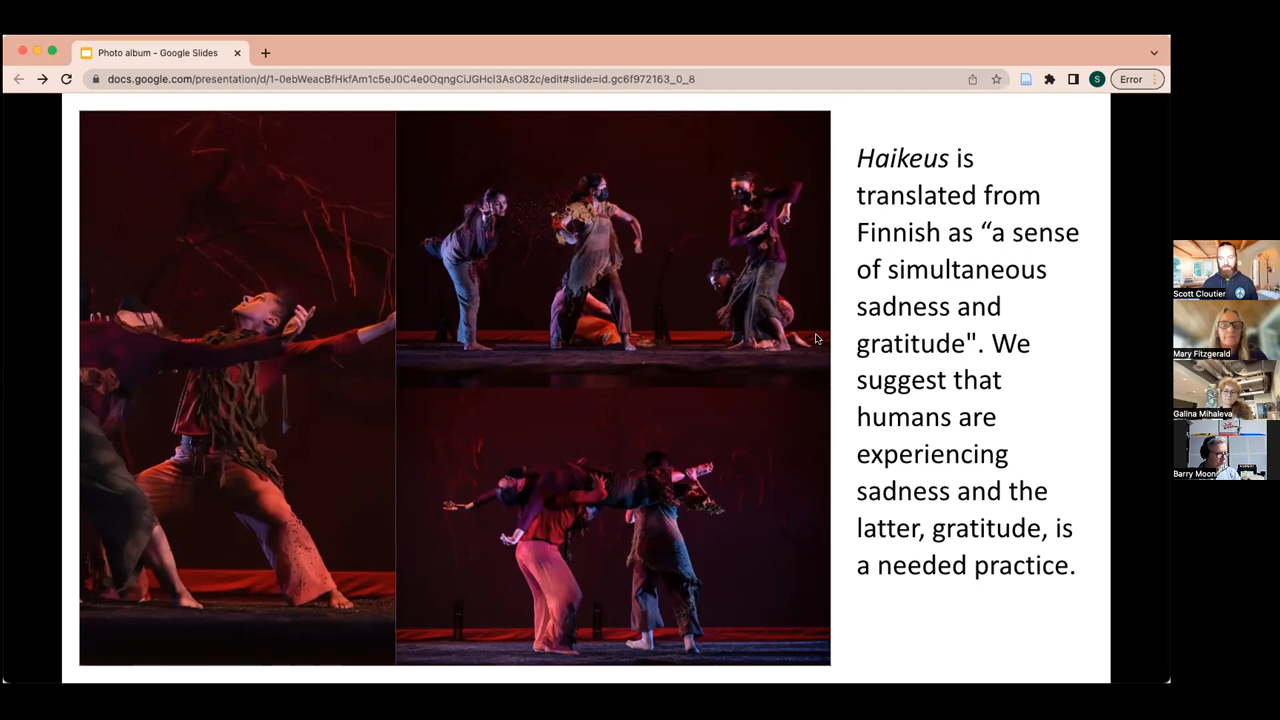 Photo album - Google Slides
docs.google.com/presentation/d/1-0ebWeacBfHkfAm1c5eJ0C4e0OqngCiJGHcI3AsO82c/edit#slide=id.gc6f972163_0_8
S
Error
Haikeus is
translated from
Finnish as “a sense
of simultaneous
sadness and
gratitude". We
suggest that
humans are
experiencing
sadness and the
latter, gratitude, is
a needed practice.
Scott Cloutier
Mary Fitzgerald
Galina Mihaleva
Barry Moon